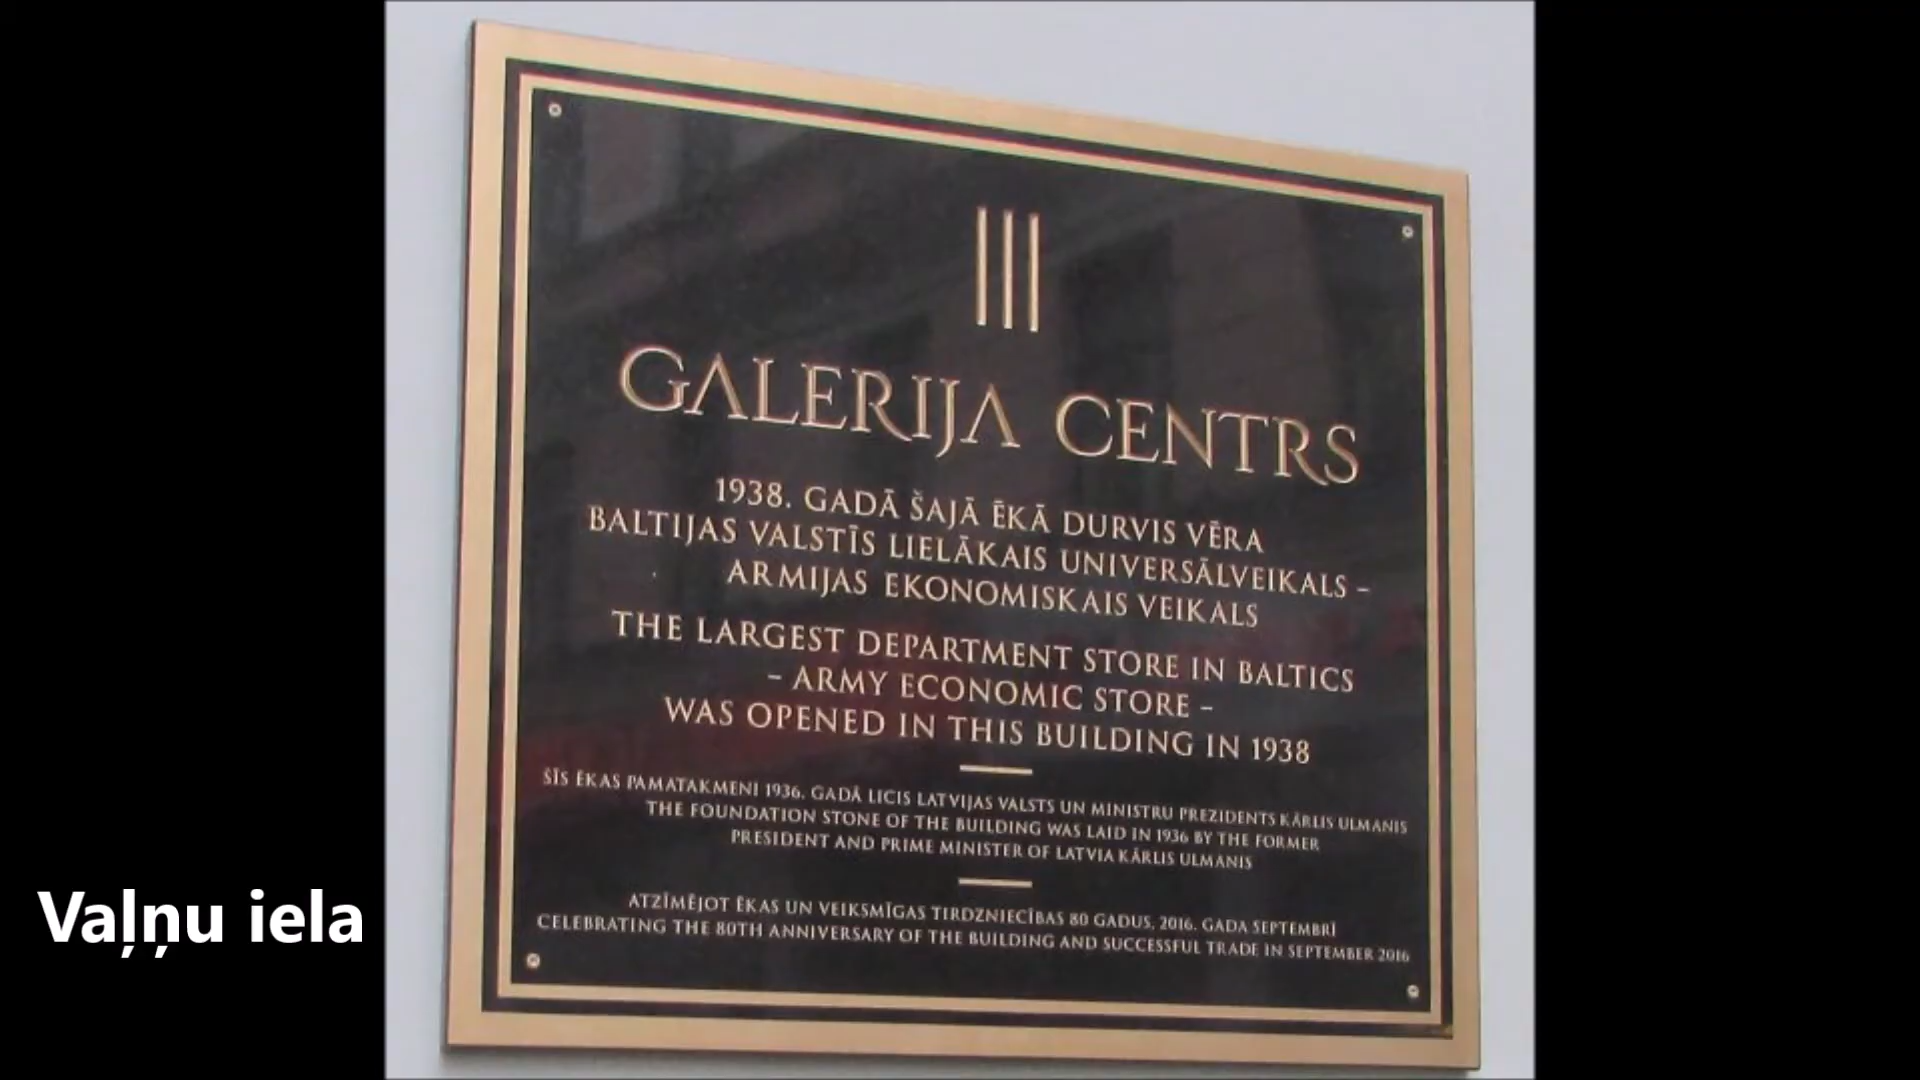 GALERIJA CENTRS
1938. GADĀ ŠAJĀ ĒKĀ DURVIS VĒRA
BALTIJAS VALSTĪS LIELĀKAIS UNIVERSĀLVEIKALS –
ARMIJAS EKONOMISKAIS VEIKALS
THE LARGEST DEPARTMENT STORE IN BALTICS
– ARMY ECONOMIC STORE –
WAS OPENED IN THIS BUILDING IN 1938
ŠĪS ĒKAS PAMATAKMENI 1936. GADĀ LICIS LATVIJAS VALSTS UN MINISTRU PREZIDENTS KĀRLIS ULMANIS
THE FOUNDATION STONE OF THE BUILDING WAS LAID IN 1936 BY THE FORMER
PRESIDENT AND PRIME MINISTER OF LATVIA KĀRLIS ULMANIS
ATZĪMĒJOT ĒKAS UN VEIKSMĪGAS TIRDZNIECĪBAS 80 GADUS, 2016. GADA SEPTEMBRĪ
CELEBRATING THE 80TH ANNIVERSARY OF THE BUILDING AND SUCCESSFUL TRADE IN SEPTEMBER 2016
Vaļņu iela